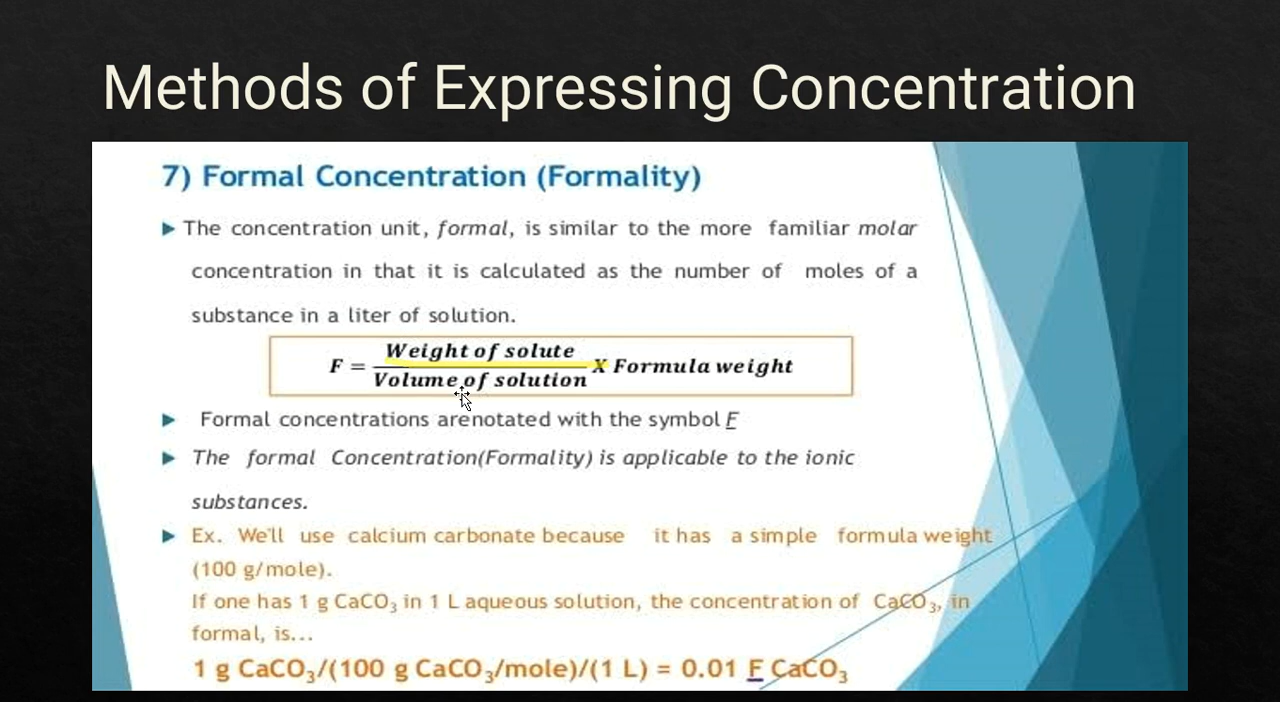 Methods of Expressing Concentration
7) Formal Concentration (Formality)
► The concentration unit, formal, is similar to the more familiar molar
concentration in that it is calculated as the number of moles of a
substance in a liter of solution.
F = Weight of solute / Volume of solution X Formula weight
► Formal concentrations arenotated with the symbol F
► The formal Concentration(Formality) is applicable to the ionic
substances.
► Ex. We'll use calcium carbonate because it has a simple formula weight
(100 g/mole).
If one has 1 g CaCO₃ in 1 L aqueous solution, the concentration of CaCO₃, in
formal, is...
1 g CaCO₃/(100 g CaCO₃/mole)/(1 L) = 0.01 F CaCO₃